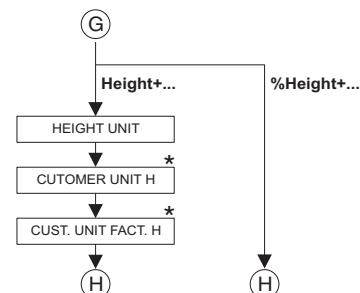 G
Height+...
%Height+...
HEIGHT UNIT
*
CUTOMER UNIT H
*
CUST. UNIT FACT. H
H
H